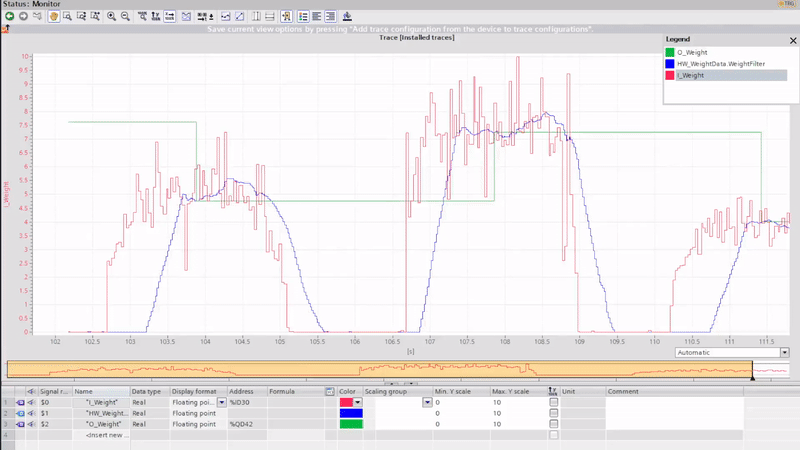 Status: Monitor
Save current view options by pressing "Add trace configuration from the device to trace configurations".
Trace [Installed traces]
Legend
O_Weight
HW_WeightData.WeightFilter
I_Weight
10
9.5
9
8.5
8
7.5
7
6.5
6
5.5
5
4.5
4
3.5
3
2.5
2
1.5
1
0.5
0
I_Weight
102 102.5 103 103.5 104 104.5 105 105.5 106 106.5 107 107.5 108 108.5 109 109.5 110 110.5 111 111.5
[s]
Automatic
Signal r... Name Data type Display format Address Formula Color Scaling group Min. Y scale Max. Y scale Unit Comment
1 $0 "I_Weight" Real Floating poi... %ID30 0 10
2 $1 "HW_Weight... Real Floating point 0 10
3 $2 "O_Weight" Real Floating point %QD42 0 10
4 <Insert new ...